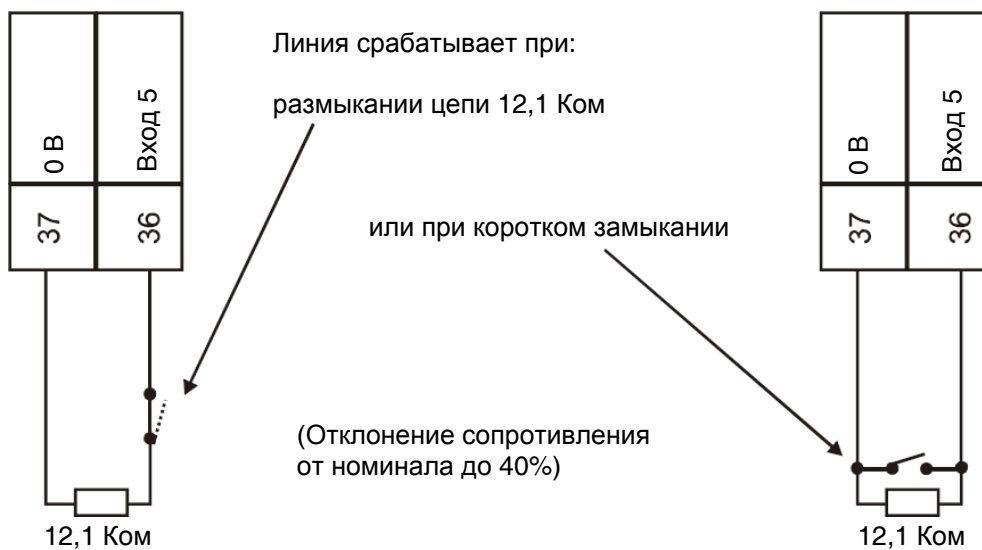 0 В
Вход 5
37
36
12,1 Ком
Линия срабатывает при:
размыкании цепи 12,1 Ком
или при коротком замыкании
(Отклонение сопротивления
от номинала до 40%)
0 В
Вход 5
37
36
12,1 Ком